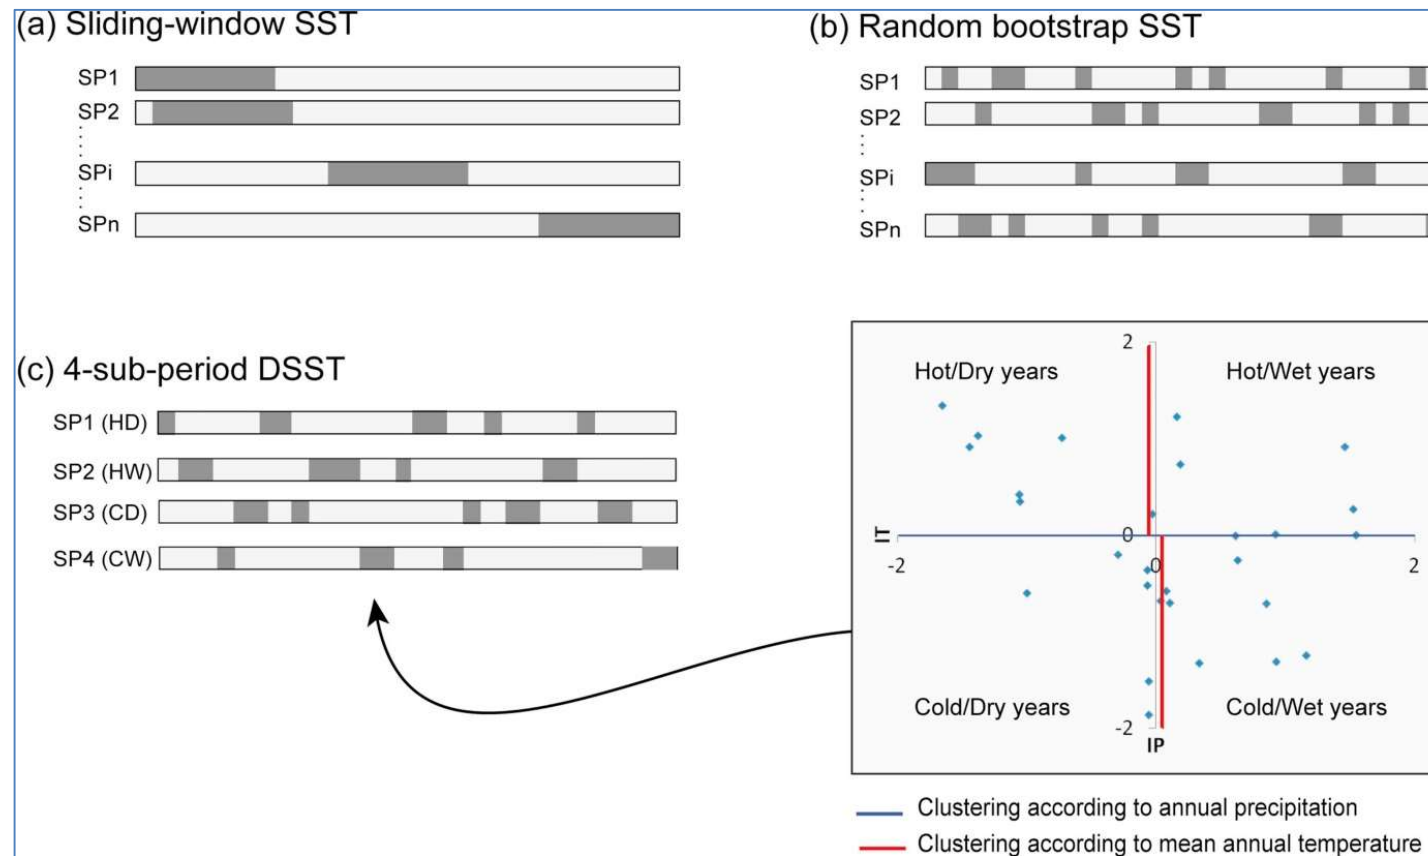 (a) Sliding-window SST
SP1
SP2
SPi
SPn
(b) Random bootstrap SST
SP1
SP2
SPi
SPn
(c) 4-sub-period DSST
SP1 (HD)
SP2 (HW)
SP3 (CD)
SP4 (CW)
2
Hot/Dry years
Hot/Wet years
IT
0
-2
0
2
Cold/Dry years
Cold/Wet years
-2
IP
Clustering according to annual precipitation
Clustering according to mean annual temperature